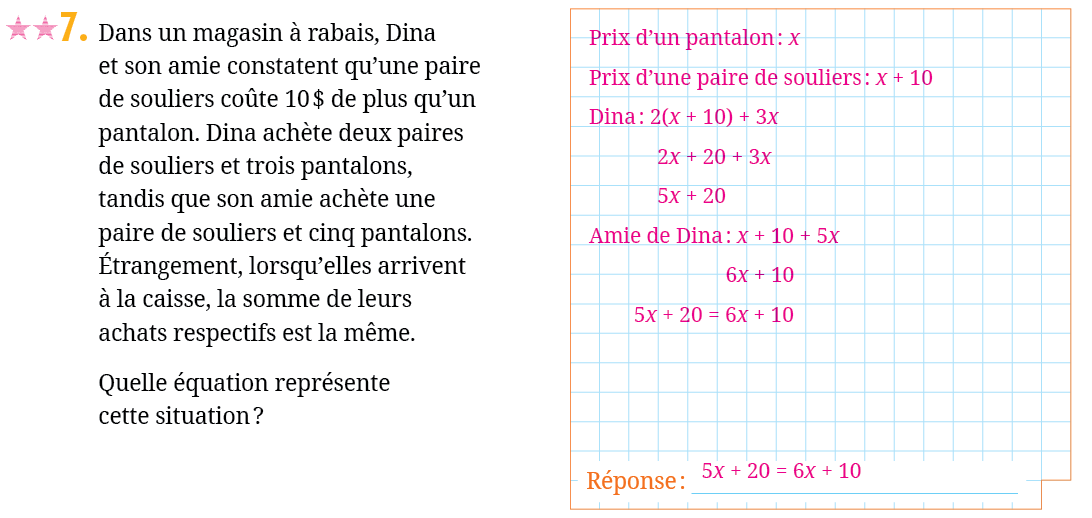 7. Dans un magasin à rabais, Dina
et son amie constatent qu’une paire
de souliers coûte 10 $ de plus qu’un
pantalon. Dina achète deux paires
de souliers et trois pantalons,
tandis que son amie achète une
paire de souliers et cinq pantalons.
Étrangement, lorsqu’elles arrivent
à la caisse, la somme de leurs
achats respectifs est la même.
Quelle équation représente
cette situation ?
Prix d’un pantalon : x
Prix d’une paire de souliers : x + 10
Dina : 2(x + 10) + 3x
2x + 20 + 3x
5x + 20
Amie de Dina : x + 10 + 5x
6x + 10
5x + 20 = 6x + 10
Réponse : 5x + 20 = 6x + 10